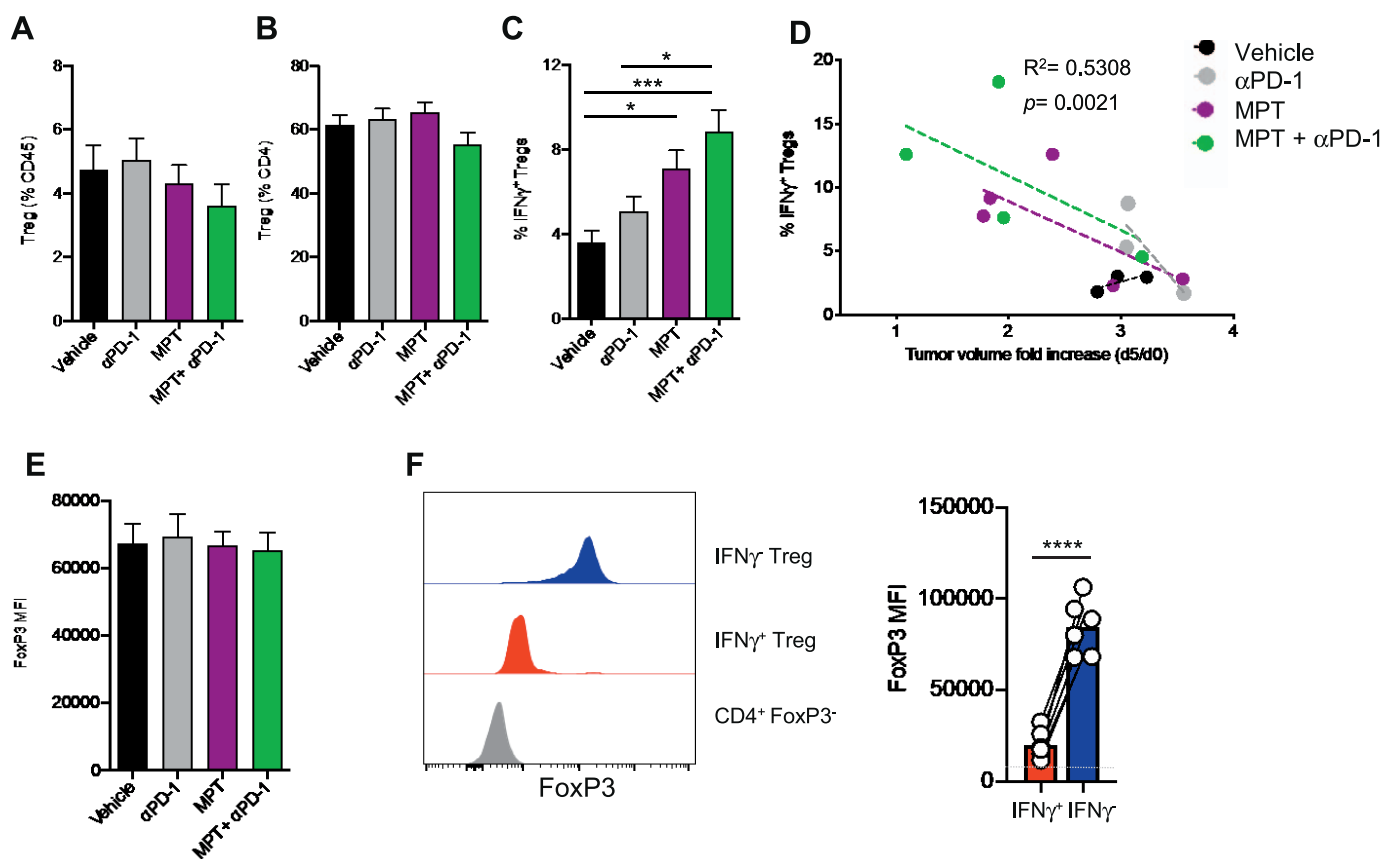 A
Treg (% CD45)
8
6
4
2
0
Vehicle
αPD-1
MPT
MPT+ αPD-1
B
Treg (% CD4)
80
60
40
20
0
Vehicle
αPD-1
MPT
MPT+ αPD-1
C
% IFNγ+ Tregs
12
8
4
0
*
***
*
Vehicle
αPD-1
MPT
MPT+ αPD-1
D
% IFNγ+ Tregs
20
15
10
5
0
R2= 0.5308
p= 0.0021
1
2
3
4
Tumor volume fold increase (d5/d0)
Vehicle
αPD-1
MPT
MPT + αPD-1
E
FoxP3 MFI
80000
60000
40000
20000
0
Vehicle
αPD-1
MPT
MPT+ αPD-1
F
IFNγ- Treg
IFNγ+ Treg
CD4+ FoxP3-
FoxP3
FoxP3 MFI
150000
100000
50000
0
****
IFNγ+ IFNγ-